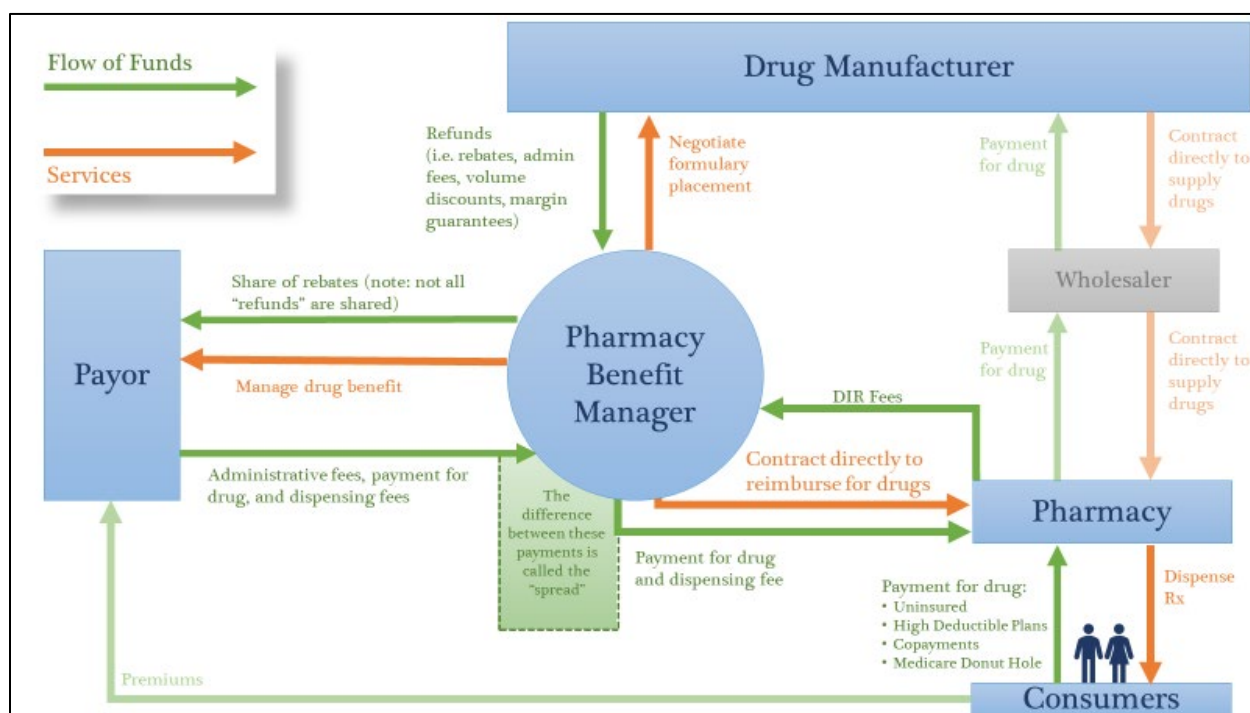 Flow of Funds
Services
Drug Manufacturer
Refunds
(i.e. rebates, admin
fees, volume
discounts, margin
guarantees)
Negotiate
formulary
placement
Payment
for drug
Contract
directly to
supply
drugs
Wholesaler
Share of rebates (note: not all
“refunds” are shared)
Payor
Manage drug benefit
Pharmacy
Benefit
Manager
Payment
for drug
Contract
directly to
supply
drugs
DIR Fees
Administrative fees, payment for
drug, and dispensing fees
Contract directly to
reimburse for drugs
The
difference
between these
payments is
called the
“spread”
Payment for drug
and dispensing fee
Pharmacy
Payment for drug:
• Uninsured
• High Deductible Plans
• Copayments
• Medicare Donut Hole
Dispense
Rx
Premiums
Consumers